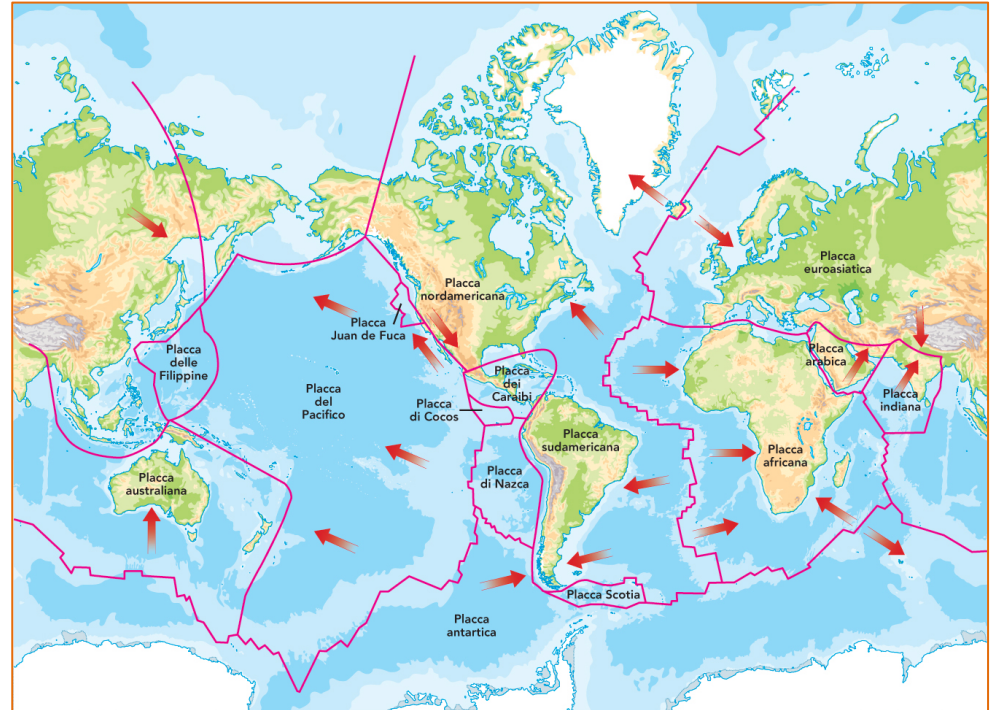 Placca
euroasiatica
Placca
nordamericana
Placca
Juan de Fuca
Placca
delle
Filippine
Placca
arabica
Placca
dei
Caraibi
Placca
indiana
Placca
del
Pacifico
Placca
di Cocos
Placca
sudamericana
Placca
africana
Placca
australiana
Placca
di Nazca
Placca Scotia
Placca
antartica